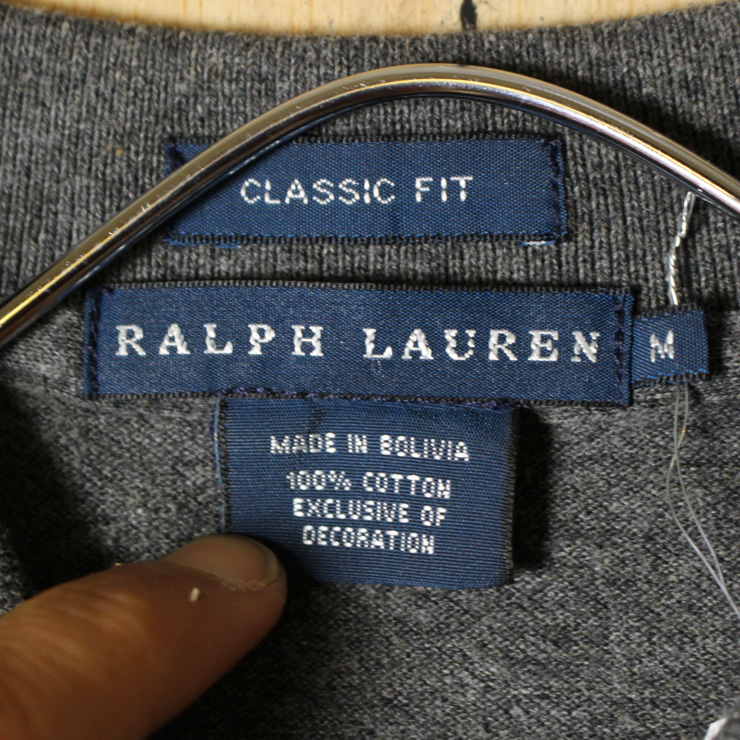 CLASSIC FIT
RALPH LAUREN
M
MADE IN BOLIVIA
100% COTTON
EXCLUSIVE OF
DECORATION